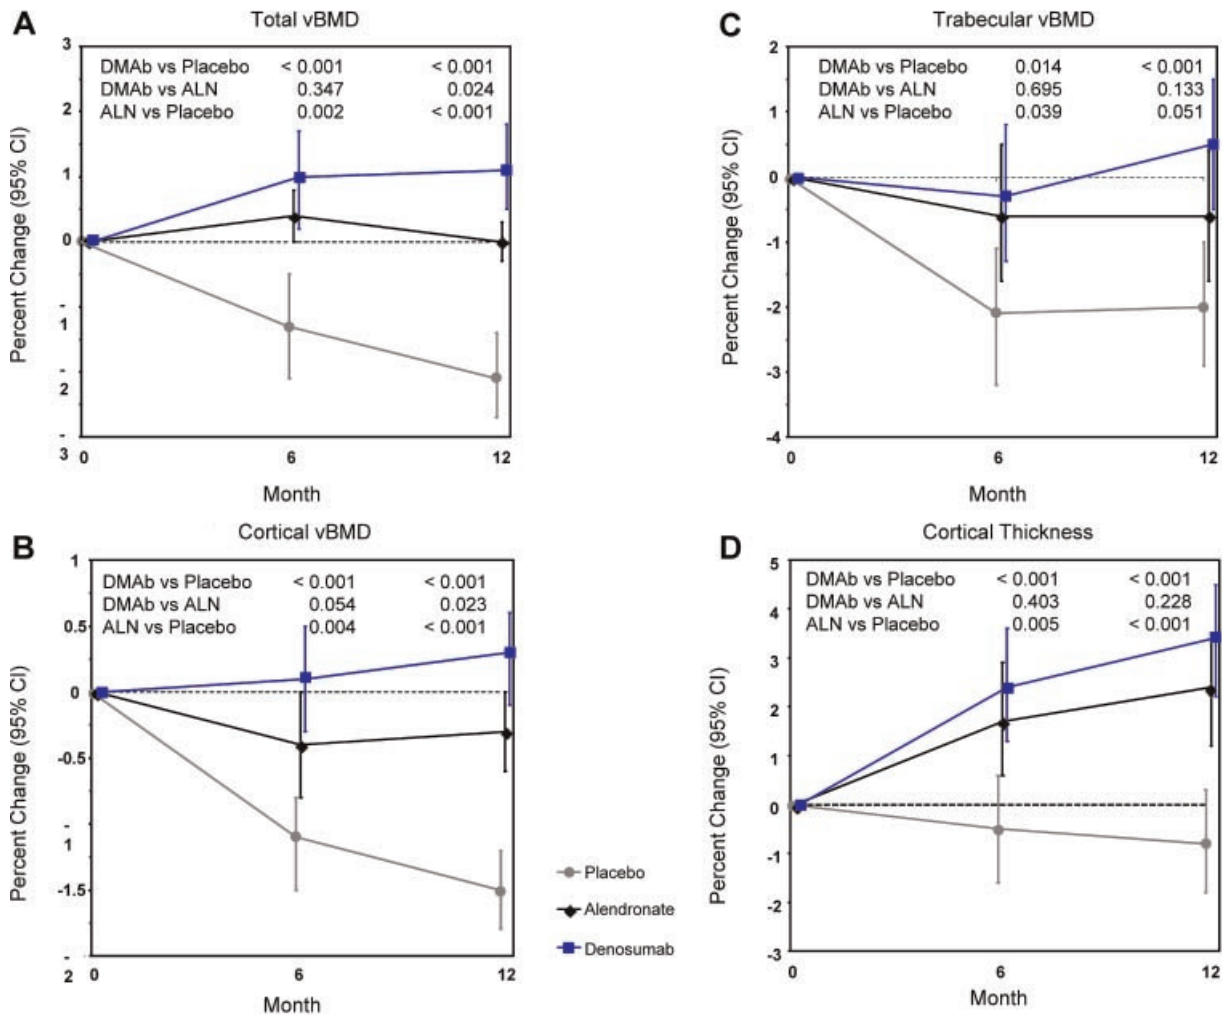 A
Total vBMD
DMAb vs Placebo < 0.001 < 0.001
DMAb vs ALN 0.347 0.024
ALN vs Placebo 0.002 < 0.001
Percent Change (95% CI)
3
2
1
0
-
1
-
2
-
3
0 6 12
Month
C
Trabecular vBMD
DMAb vs Placebo 0.014 < 0.001
DMAb vs ALN 0.695 0.133
ALN vs Placebo 0.039 0.051
Percent Change (95% CI)
2
1
0
-1
-2
-3
-4
0 6 12
Month
B
Cortical vBMD
DMAb vs Placebo < 0.001 < 0.001
DMAb vs ALN 0.054 0.023
ALN vs Placebo 0.004 < 0.001
Percent Change (95% CI)
1
0.5
0
-0.5
-
1
-1.5
-
2
0 6 12
Month
Placebo
Alendronate
Denosumab
D
Cortical Thickness
DMAb vs Placebo < 0.001 < 0.001
DMAb vs ALN 0.403 0.228
ALN vs Placebo 0.005 < 0.001
Percent Change (95% CI)
5
4
3
2
1
0
-1
-2
-3
0 6 12
Month